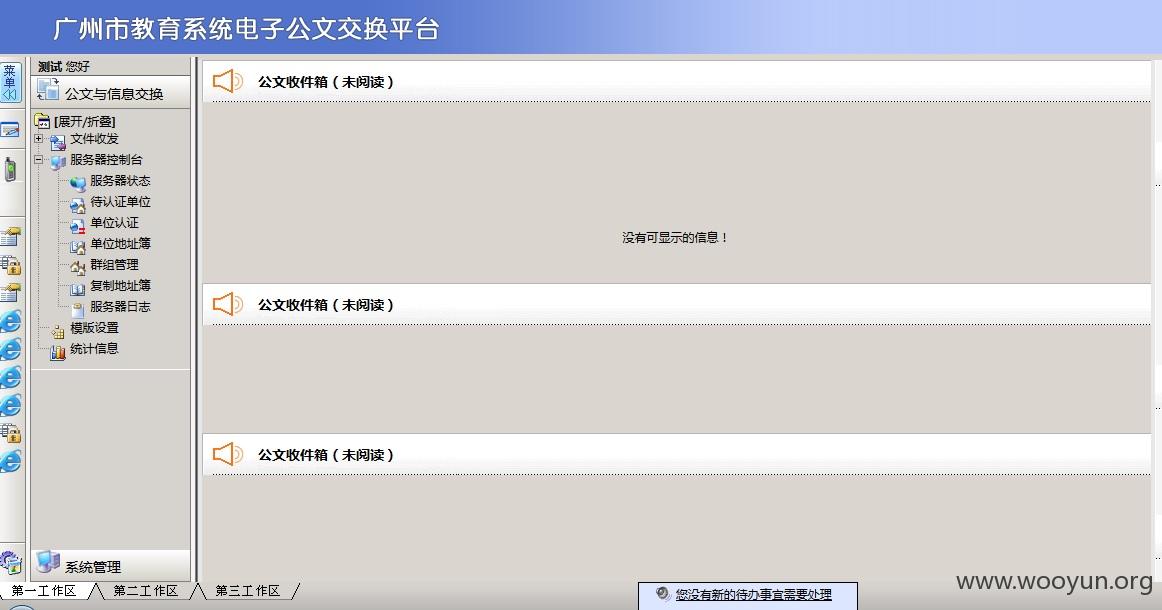 广州市教育系统电子公文交换平台
菜单
测试 您好
公文与信息交换
[展开/折叠]
文件收发
服务器控制台
服务器状态
待认证单位
单位认证
单位地址簿
群组管理
复制地址簿
服务器日志
模版设置
统计信息
系统管理
公文收件箱（未阅读）
没有可显示的信息！
公文收件箱（未阅读）
公文收件箱（未阅读）
第一工作区 第二工作区 第三工作区
您没有新的待办事宜需要处理
www.wooyun.org